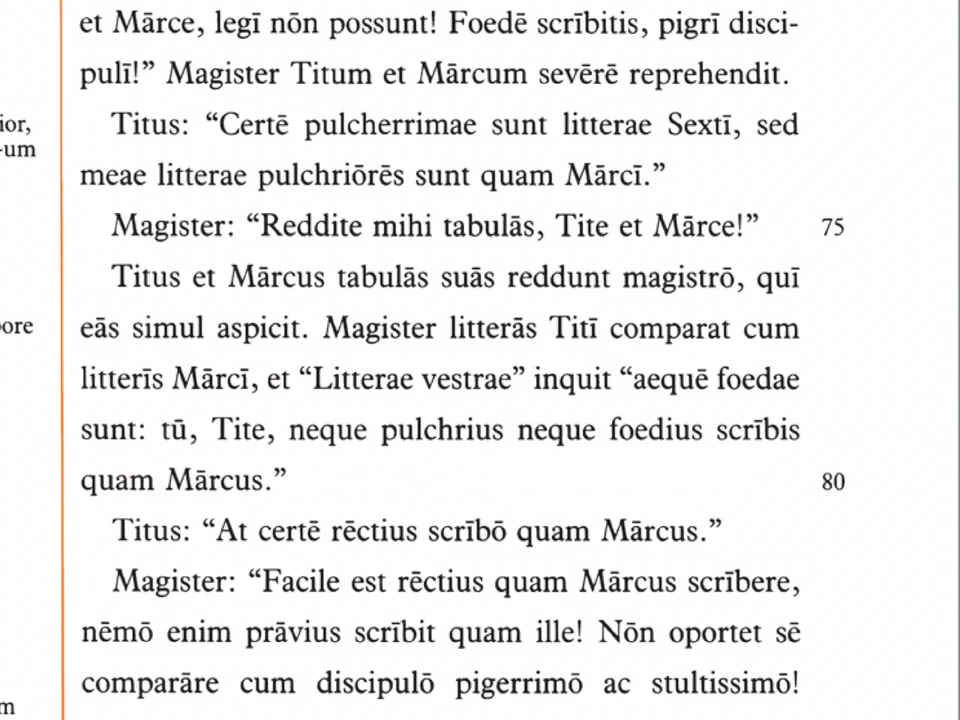 et Mārce, legī nōn possunt! Foedē scrībitis, pigrī disci-
pulī!” Magister Titum et Mārcum sevērē reprehendit.
ior,
Titus: “Certē pulcherrimae sunt litterae Sextī, sed
-um
meae litterae pulchriōrēs sunt quam Mārcī.”
Magister: “Reddite mihi tabulās, Tite et Mārce!” 75
Titus et Mārcus tabulās suās reddunt magistrō, quī
eās simul aspicit. Magister litterās Titī comparat cum
litterīs Mārcī, et “Litterae vestrae” inquit “aequē foedae
sunt: tū, Tite, neque pulchrius neque foedius scrībis
quam Mārcus.” 80
Titus: “At certē rēctius scrībō quam Mārcus.”
Magister: “Facile est rēctius quam Mārcus scrībere,
nēmō enim prāvius scrībit quam ille! Nōn oportet sē
comparāre cum discipulō pigerrimō ac stultissimō!